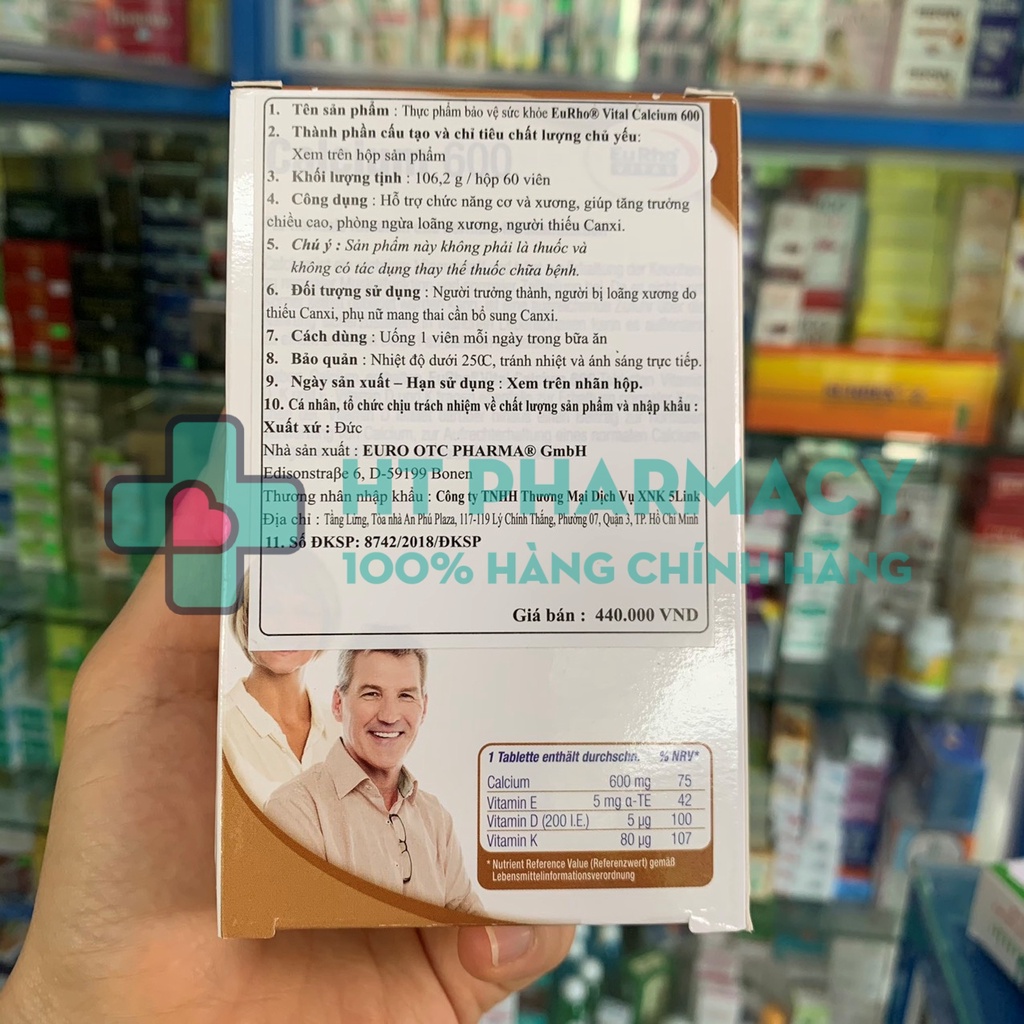 1. Tên sản phẩm : Thực phẩm bảo vệ sức khỏe EuRho® Vital Calcium 600
2. Thành phần cấu tạo và chỉ tiêu chất lượng chủ yếu:
Xem trên hộp sản phẩm
3. Khối lượng tịnh : 106,2 g / hộp 60 viên
4. Công dụng : Hỗ trợ chức năng cơ và xương, giúp tăng trưởng
chiều cao, phòng ngừa loãng xương, người thiếu Canxi.
5. Chú ý : Sản phẩm này không phải là thuốc và
không có tác dụng thay thế thuốc chữa bệnh.
6. Đối tượng sử dụng : Người trưởng thành, người bị loãng xương do
thiếu Canxi, phụ nữ mang thai cần bổ sung Canxi.
7. Cách dùng : Uống 1 viên mỗi ngày trong bữa ăn
8. Bảo quản : Nhiệt độ dưới 250C, tránh nhiệt và ánh sáng trực tiếp.
9. Ngày sản xuất – Hạn sử dụng : Xem trên nhãn hộp.
10. Cá nhân, tổ chức chịu trách nhiệm về chất lượng sản phẩm và nhập khẩu :
Xuất xứ : Đức
Nhà sản xuất : EURO OTC PHARMA® GmbH
Edisonstraße 6, D-59199 Bonen
Thương nhân nhập khẩu : Công ty TNHH Thương Mại Dịch Vụ XNK 5Link
Địa chỉ : Tầng Lửng, Tòa nhà An Phú Plaza, 117-119 Lý Chính Thắng, Phường 07, Quận 3, TP. Hồ Chí Minh
11. Số ĐKSP: 8742/2018/ĐKSP
Giá bán : 440.000 VND
HT PHARMACY
100% HÀNG CHÍNH HÃNG
1 Tablette enthält durchschn. % NRV*
Calcium 600 mg 75
Vitamin E 5 mg α-TE 42
Vitamin D (200 I.E.) 5 µg 100
Vitamin K 80 µg 107
* Nutrient Reference Value (Referenzwert) gemäß
Lebensmittelinformationsverordnung